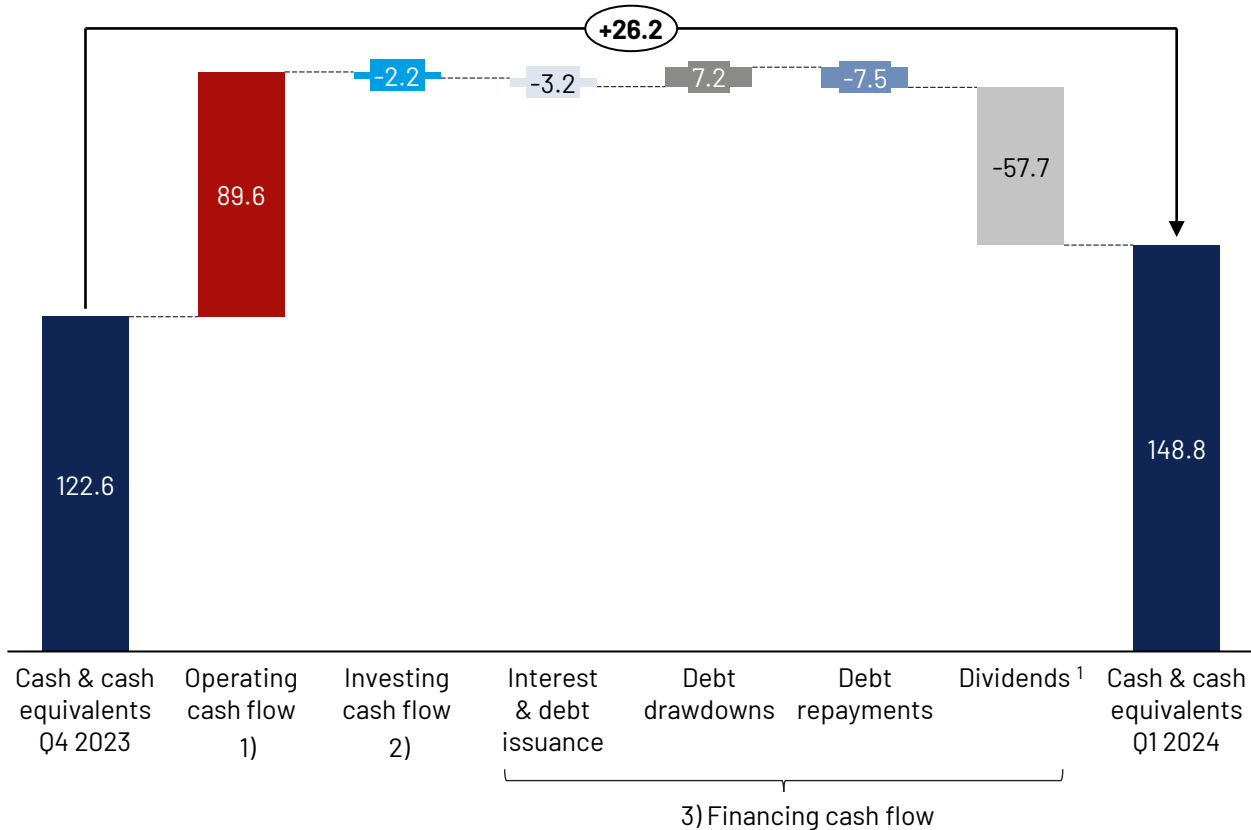 +26.2
-2.2
-3.2
7.2
-7.5
-57.7
89.6
122.6
148.8
Cash & cash
equivalents
Q4 2023
Operating
cash flow
1)
Investing
cash flow
2)
Interest
& debt
issuance
Debt
drawdowns
Debt
repayments
Dividends ¹
Cash & cash
equivalents
Q1 2024
3) Financing cash flow